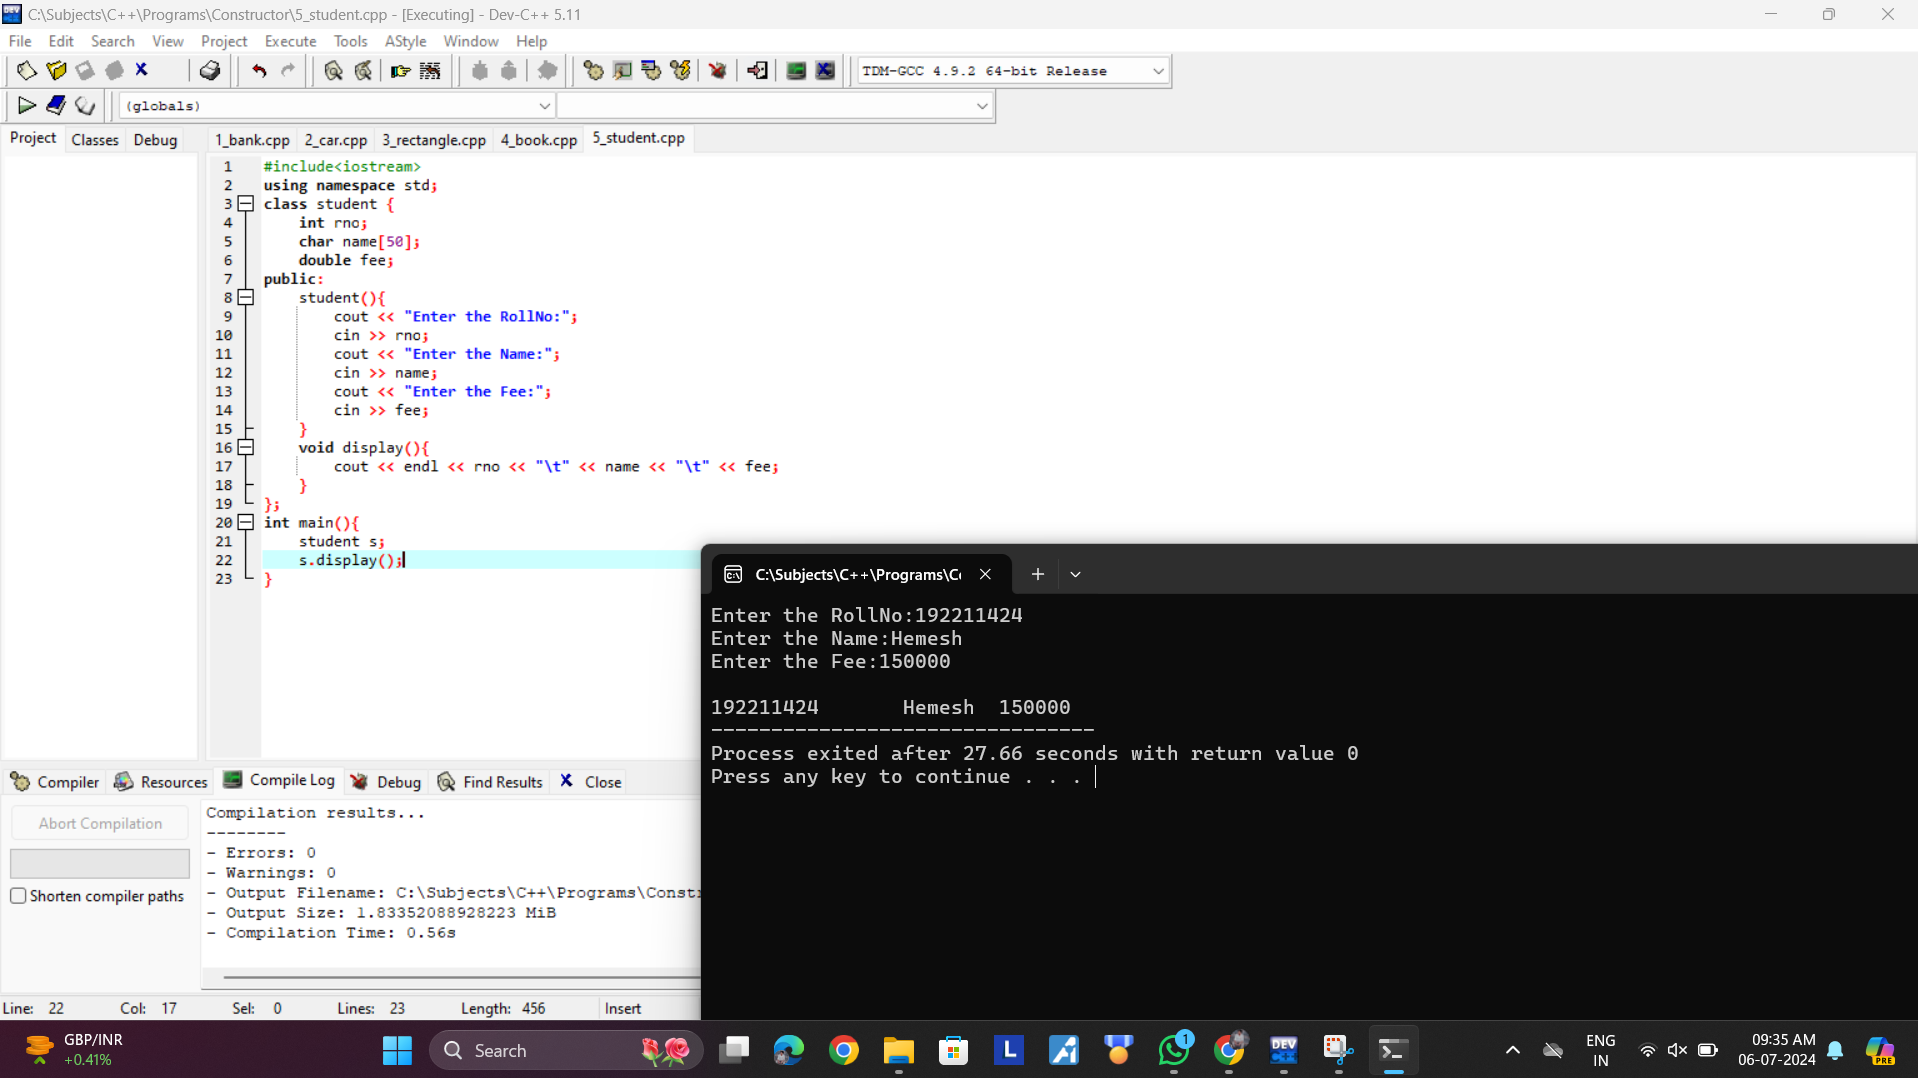 C:\Subjects\C++\Programs\Constructor\5_student.cpp - [Executing] - Dev-C++ 5.11
File Edit Search View Project Execute Tools AStyle Window Help
TDM-GCC 4.9.2 64-bit Release
(globals)
Project Classes Debug 1_bank.cpp 2_car.cpp 3_rectangle.cpp 4_book.cpp 5_student.cpp
1 #include<iostream>
2 using namespace std;
3 class student {
4 int rno;
5 char name[50];
6 double fee;
7 public:
8 student(){
9 cout << "Enter the RollNo:";
10 cin >> rno;
11 cout << "Enter the Name:";
12 cin >> name;
13 cout << "Enter the Fee:";
14 cin >> fee;
15 }
16 void display(){
17 cout << endl << rno << "\t" << name << "\t" << fee;
18 }
19 };
20 int main(){
21 student s;
22 s.display();
23 }
C:\Subjects\C++\Programs\Co
Enter the RollNo:192211424
Enter the Name:Hemesh
Enter the Fee:150000
192211424 Hemesh 150000
--------------------------------
Process exited after 27.66 seconds with return value 0
Press any key to continue . . .
Compiler Resources Compile Log Debug Find Results Close
Abort Compilation
Shorten compiler paths
Compilation results...
--------
- Errors: 0
- Warnings: 0
- Output Filename: C:\Subjects\C++\Programs\Constr
- Output Size: 1.83352088928223 MiB
- Compilation Time: 0.56s
Line: 22 Col: 17 Sel: 0 Lines: 23 Length: 456 Insert
GBP/INR
+0.41%
Search
L
1
DEV
ENG
IN
09:35 AM
06-07-2024
PRE